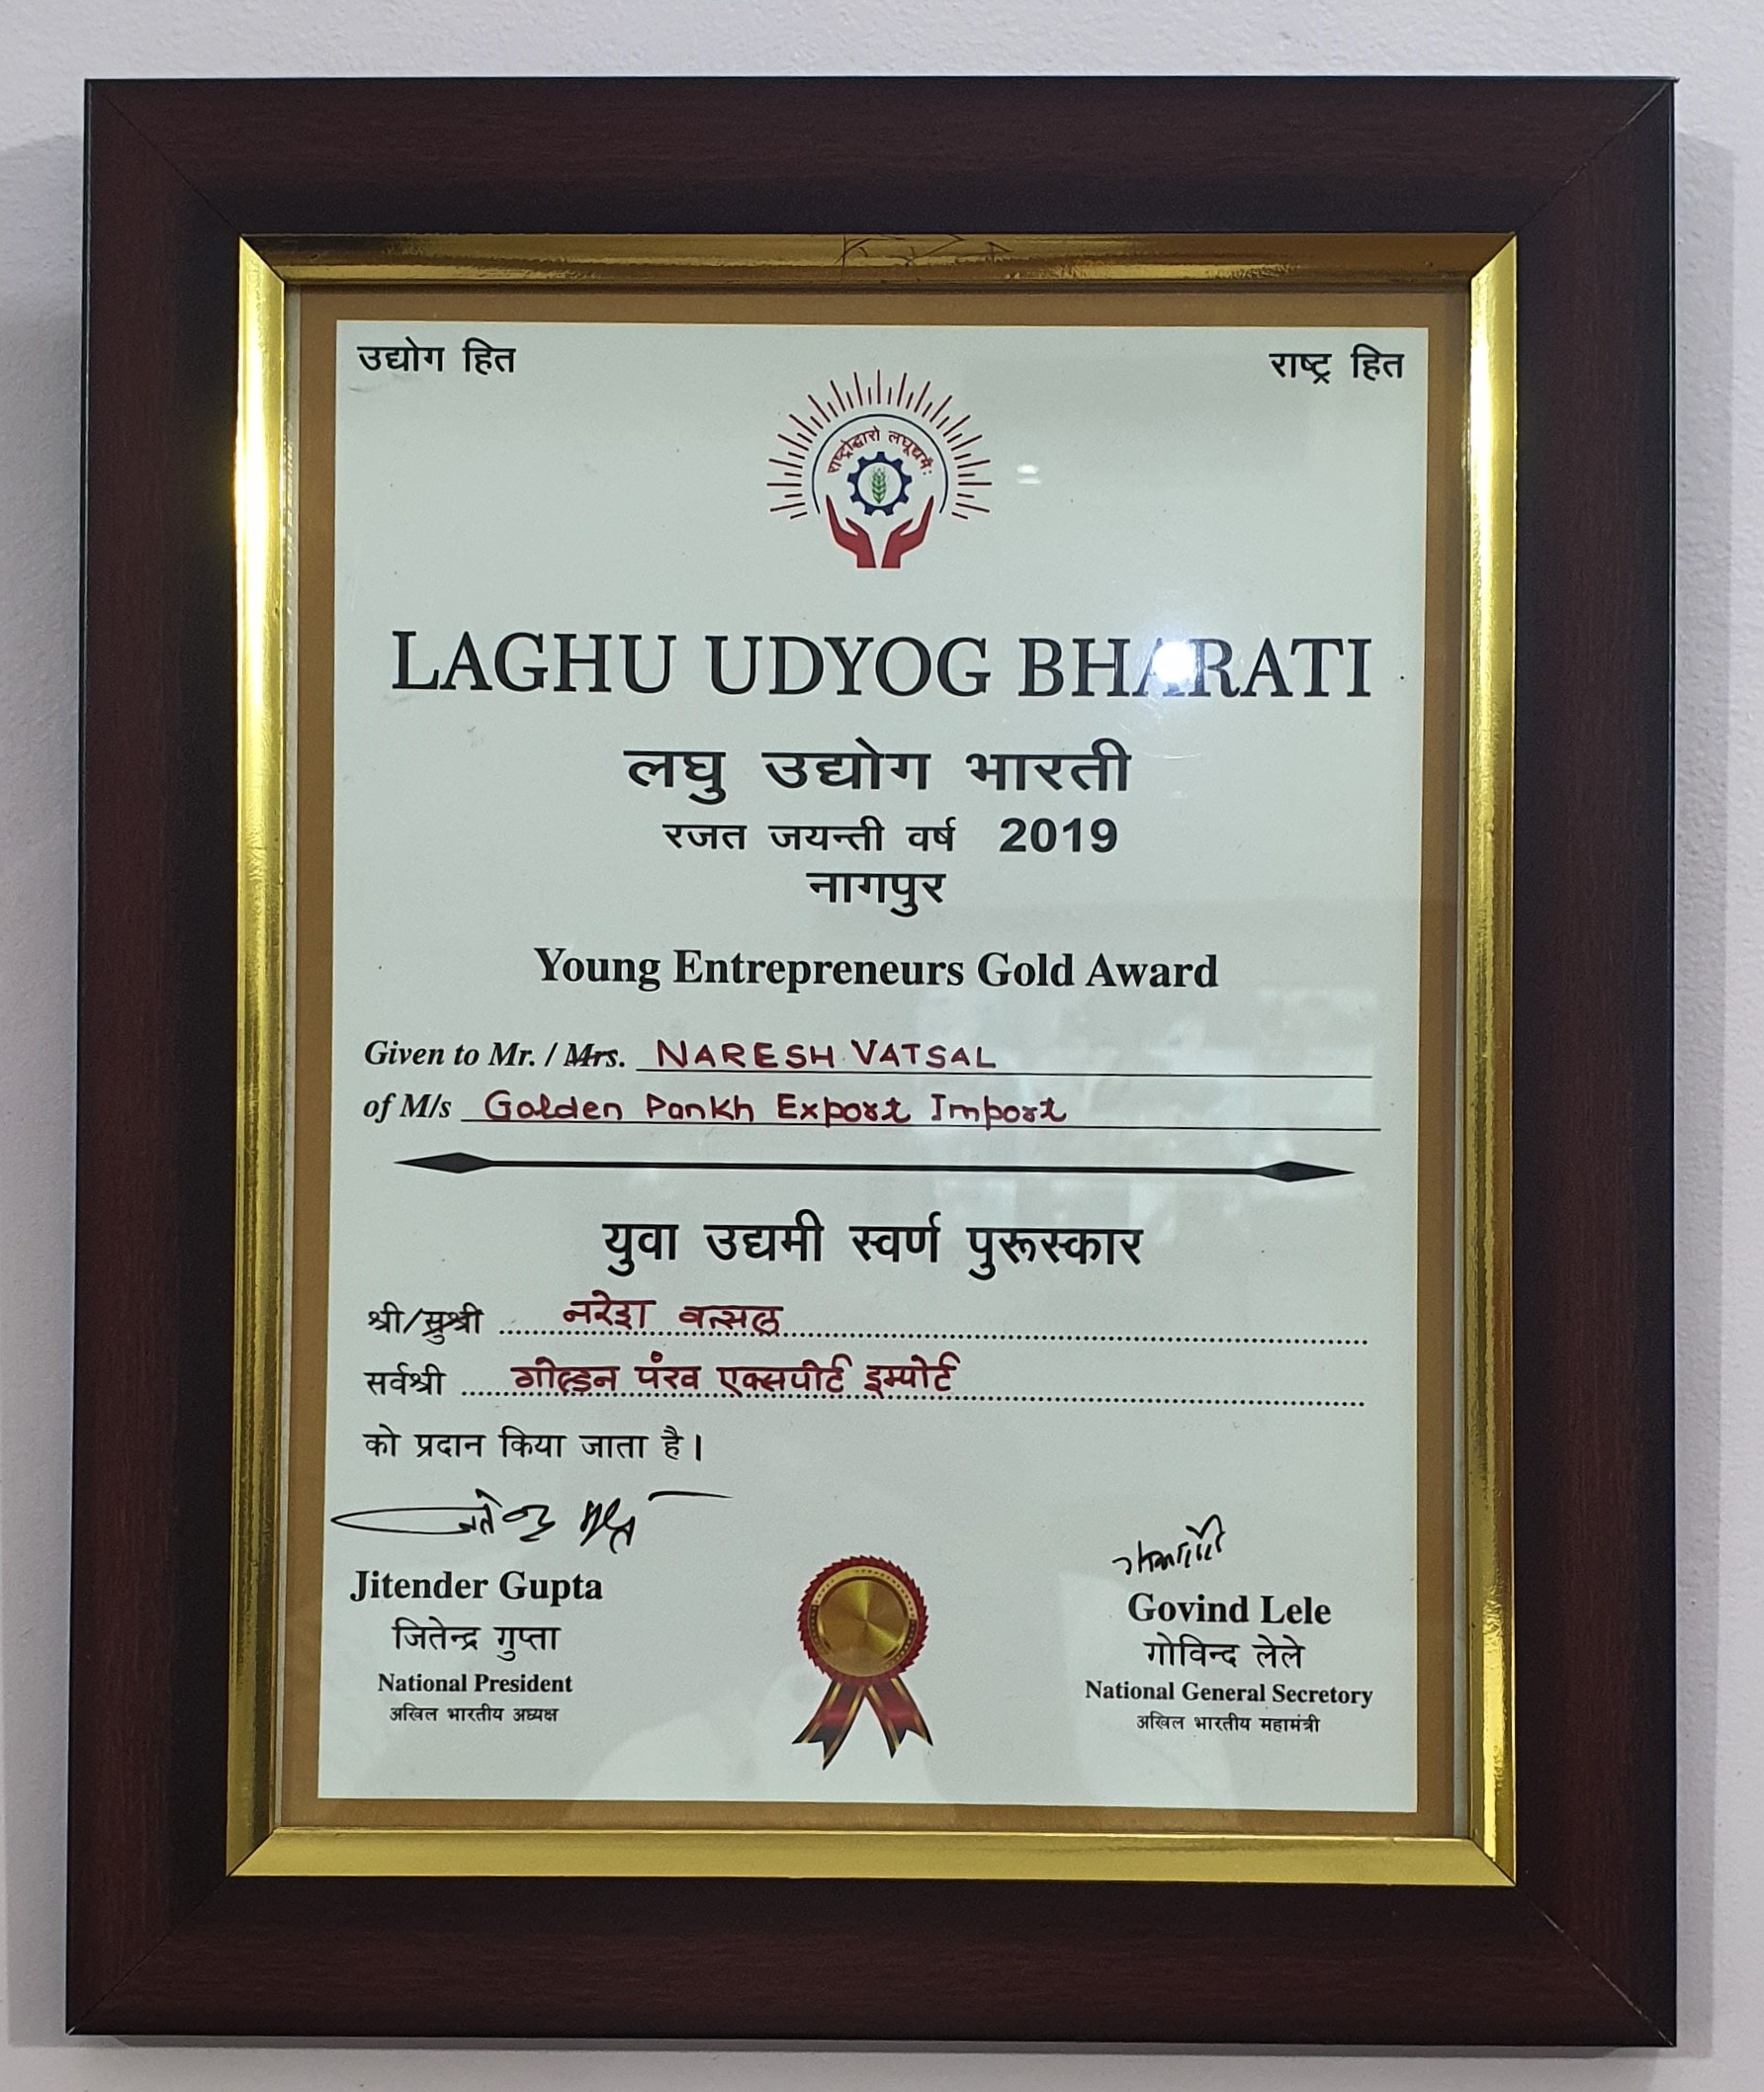 उद्योग हित
राष्ट्र हित
राष्ट्रोद्धारो लघूद्यमैः
LAGHU UDYOG BHARATI
लघु उद्योग भारती
रजत जयन्ती वर्ष 2019
नागपुर
Young Entrepreneurs Gold Award
Given to Mr. / Mrs. NARESH VATSAL
of M/s Golden Pankh Export Import
युवा उद्यमी स्वर्ण पुरूस्कार
श्री/सुश्री नरेश वत्सल
सर्वश्री गोल्डन पंख एक्सपोर्ट इम्पोर्ट
को प्रदान किया जाता है।
Jitender Gupta
जितेन्द्र गुप्ता
National President
अखिल भारतीय अध्यक्ष
Govind Lele
गोविन्द लेले
National General Secretory
अखिल भारतीय महामंत्री